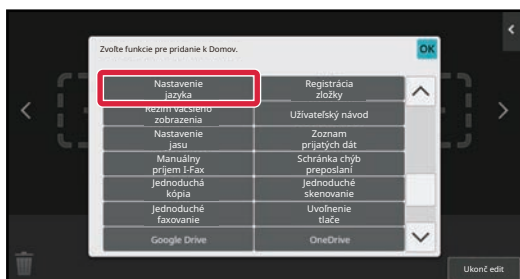 Zvoľte funkcie pre pridanie k Domov.
OK
Nastavenie
jazyka
Registrácia
zložky
Režim väčšieho
zobrazenia
Užívateľský návod
Nastavenie
jasu
Zoznam
prijatých dát
Manuálny
príjem I-Fax
Schránka chýb
preposlaní
Jednoduchá
kópia
Jednoduché
skenovanie
Jednoduché
faxovanie
Uvoľnenie
tlače
Google Drive
OneDrive
Ukonč edit